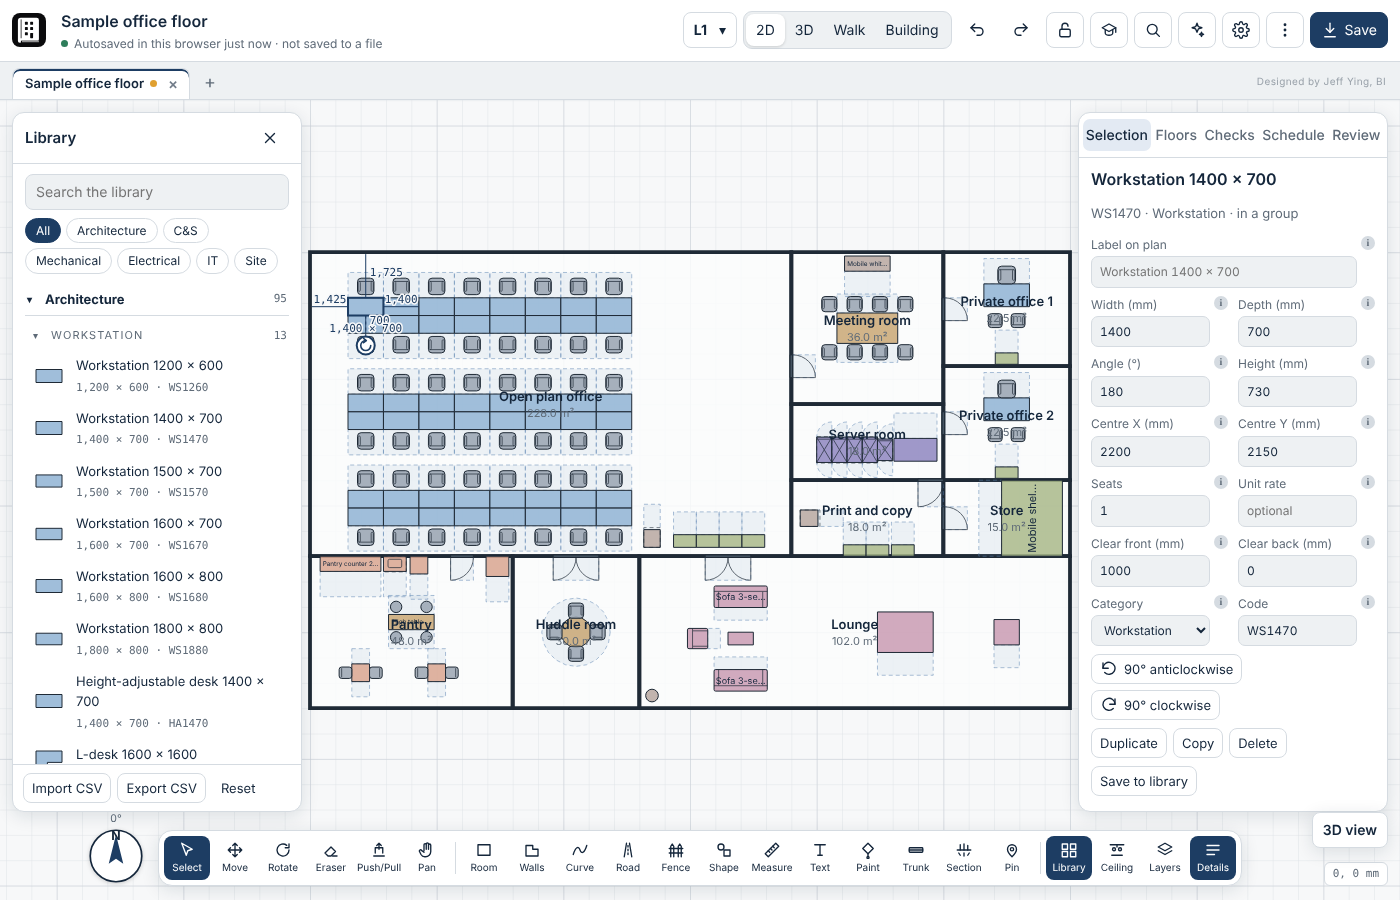 Sample office floor
Autosaved in this browser just now · not saved to a file
L1 ▾
2D 3D Walk Building
Save
Sample office floor × +
Designed by Jeff Ying, BI
Library
Search the library
All Architecture C&S
Mechanical Electrical IT Site
Architecture 95
WORKSTATION 13
Workstation 1200 × 600
1,200 × 600 · WS1260
Workstation 1400 × 700
1,400 × 700 · WS1470
Workstation 1500 × 700
1,500 × 700 · WS1570
Workstation 1600 × 700
1,600 × 700 · WS1670
Workstation 1600 × 800
1,600 × 800 · WS1680
Workstation 1800 × 800
1,800 × 800 · WS1880
Height-adjustable desk 1400 ×
700
1,400 × 700 · HA1470
L-desk 1600 × 1600
Import CSV Export CSV Reset
1,725
1,425
1,400
700
1,400 × 700
Open plan office
228.0 m²
Mobile whit...
Meeting room
36.0 m²
Private office 1
Private office 2
Server room
Print and copy
18.0 m²
Store
15.0 m²
Mobile shel...
Pantry counter 2...
Pantry
Huddle room
Sofa 3-se...
Lounge
102.0 m²
Sofa 3-se...
Selection Floors Checks Schedule Review
Workstation 1400 × 700
WS1470 · Workstation · in a group
Label on plan i
Workstation 1400 × 700
Width (mm) i Depth (mm) i
1400 700
Angle (°) i Height (mm) i
180 730
Centre X (mm) i Centre Y (mm) i
2200 2150
Seats i Unit rate i
1 optional
Clear front (mm) i Clear back (mm) i
1000 0
Category i Code i
Workstation WS1470
90° anticlockwise
90° clockwise
Duplicate Copy Delete
Save to library
3D view
0, 0 mm
0°
N
Select Move Rotate Eraser Push/Pull Pan Room Walls Curve Road Fence Shape Measure Text Paint Trunk Section Pin Library Ceiling Layers Details